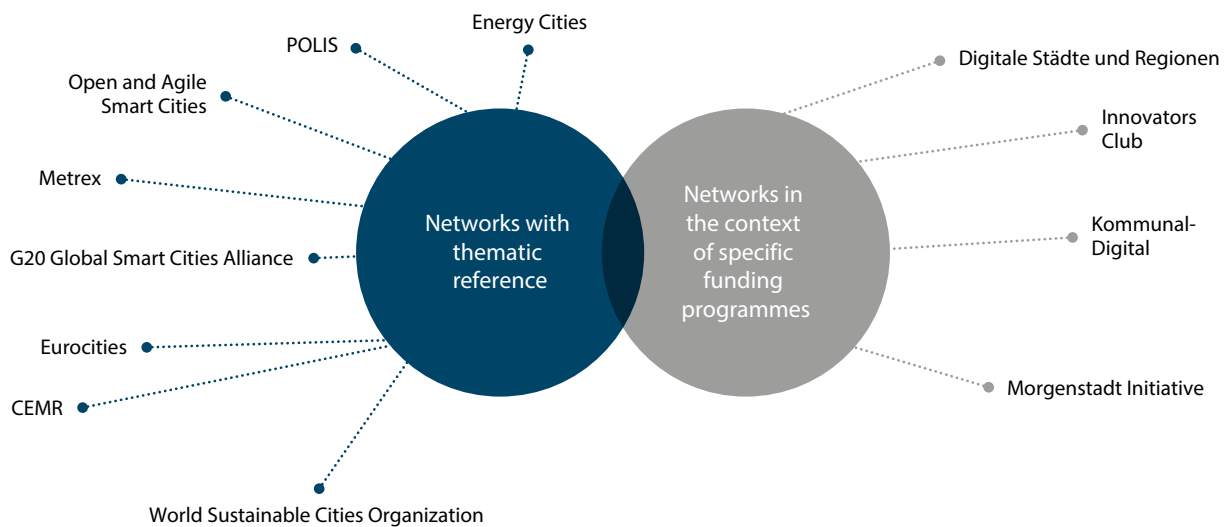 Energy Cities
POLIS
Open and Agile
Smart Cities
Metrex
G20 Global Smart Cities Alliance
Eurocities
CEMR
World Sustainable Cities Organization
Networks with
thematic
reference
Networks in
the context
of specific
funding
programmes
Digitale Städte und Regionen
Innovators
Club
Kommunal-
Digital
Morgenstadt Initiative